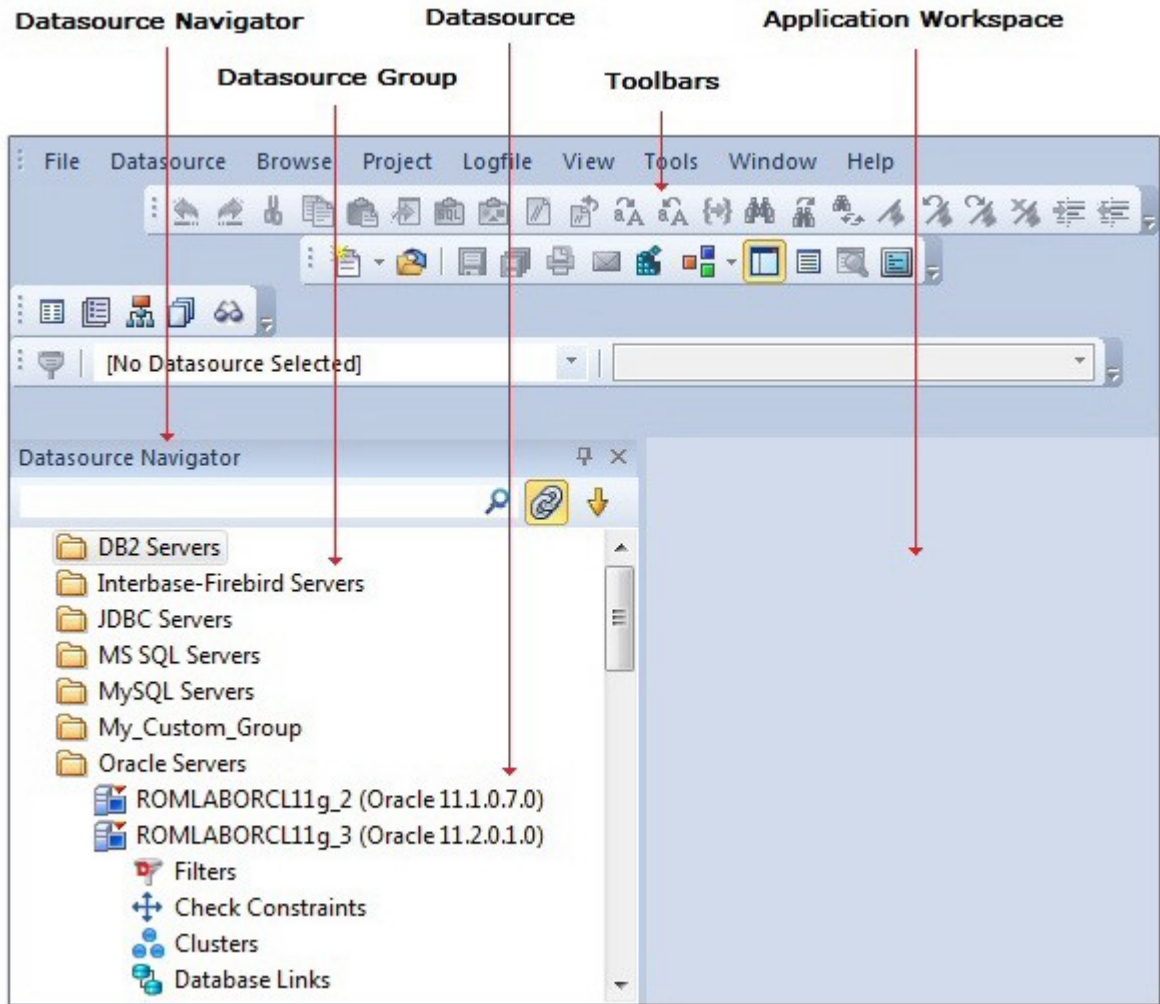 Datasource Navigator Datasource Application Workspace
Datasource Group Toolbars
File Datasource Browse Project Logfile View Tools Window Help
[No Datasource Selected]
Datasource Navigator
DB2 Servers
Interbase-Firebird Servers
JDBC Servers
MS SQL Servers
MySQL Servers
My_Custom_Group
Oracle Servers
ROMLABORCL11g_2 (Oracle 11.1.0.7.0)
ROMLABORCL11g_3 (Oracle 11.2.0.1.0)
Filters
Check Constraints
Clusters
Database Links